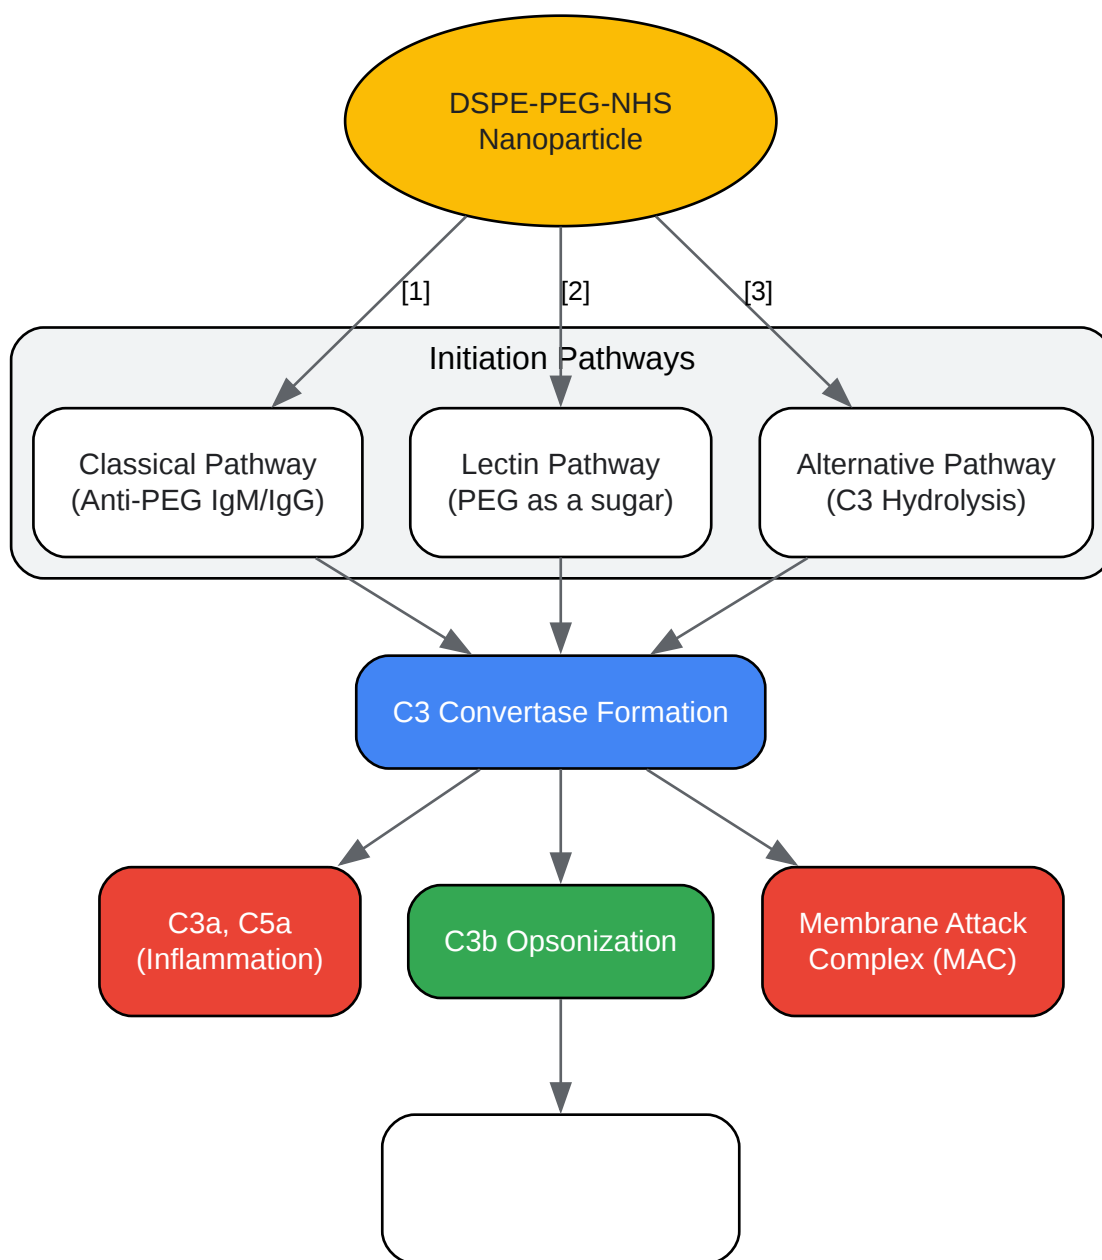 DSPE-PEG-NHS
Nanoparticle
[1]
[2]
[3]
Initiation Pathways
Classical Pathway
(Anti-PEG IgM/IgG)
Lectin Pathway
(PEG as a sugar)
Alternative Pathway
(C3 Hydrolysis)
C3 Convertase Formation
C3a, C5a
(Inflammation)
C3b Opsonization
Membrane Attack
Complex (MAC)